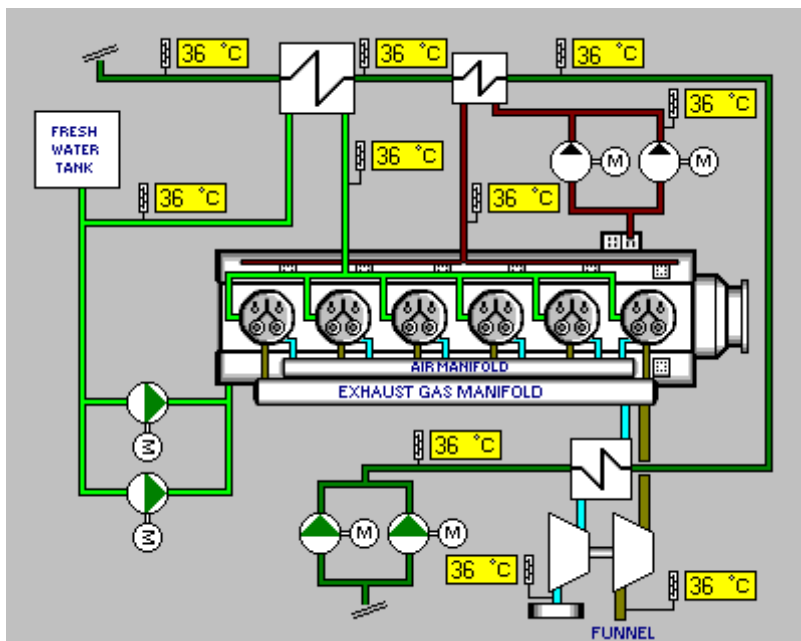 36 °C
36 °C
36 °C
36 °C
FRESH
WATER
TANK
36 °C
M
M
36 °C
36 °C
AIR MANIFOLD
EXHAUST GAS MANIFOLD
M
36 °C
M
M
M
36 °C
36 °C
FUNNEL